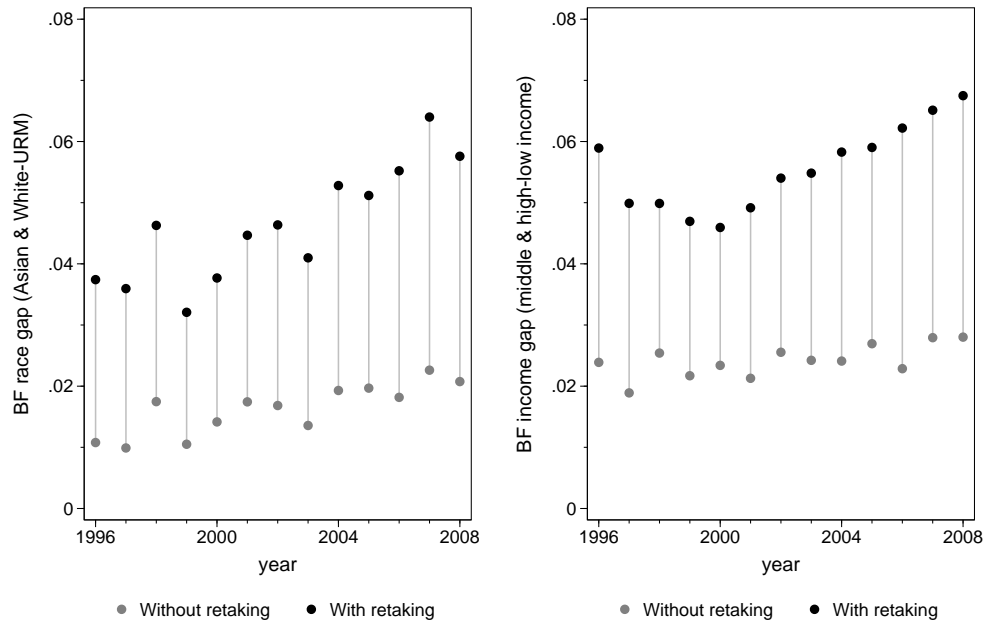 BF race gap (Asian & White-URM)
.08
.06
.04
.02
0
1996 2000 2004 2008
year
Without retaking With retaking
BF income gap (middle & high-low income)
.08
.06
.04
.02
0
1996 2000 2004 2008
year
Without retaking With retaking